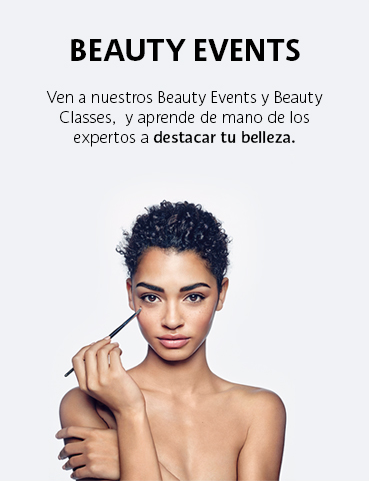 BEAUTY EVENTS
Ven a nuestros Beauty Events y Beauty
Classes,  y aprende de mano de los
expertos a destacar tu belleza.